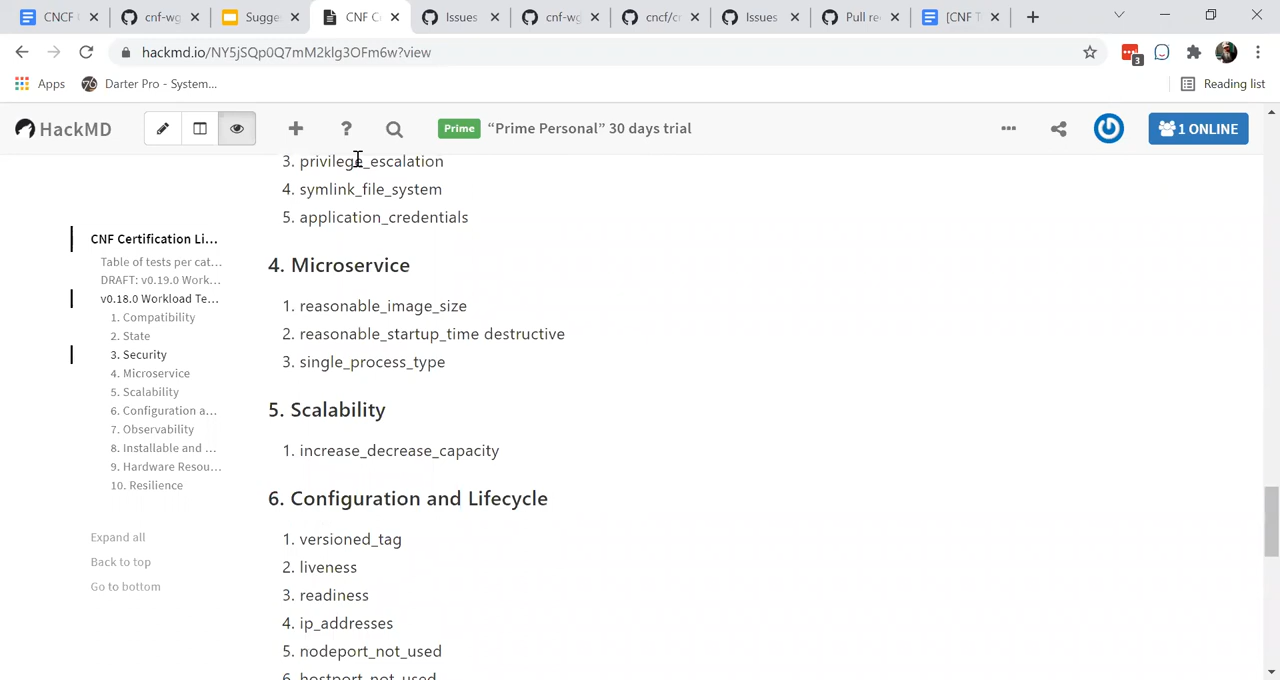 CNCF C
cnf-wg
Sugge
CNF C
Issues
cnf-wg
cncf/c
Issues
Pull re
[CNF T
hackmd.io/NY5jSQp0Q7mM2klg3OFm6w?view
3
Apps
Darter Pro - System...
Reading list
HackMD
Prime
“Prime Personal” 30 days trial
1 ONLINE
3. privilege_escalation
4. symlink_file_system
5. application_credentials
CNF Certification Li...
Table of tests per cat...
DRAFT: v0.19.0 Work...
v0.18.0 Workload Te...
1. Compatibility
2. State
3. Security
4. Microservice
5. Scalability
6. Configuration a...
7. Observability
8. Installable and ...
9. Hardware Resou...
10. Resilience
Expand all
Back to top
Go to bottom
4. Microservice
1. reasonable_image_size
2. reasonable_startup_time destructive
3. single_process_type
5. Scalability
1. increase_decrease_capacity
6. Configuration and Lifecycle
1. versioned_tag
2. liveness
3. readiness
4. ip_addresses
5. nodeport_not_used
6. hostport_not_used